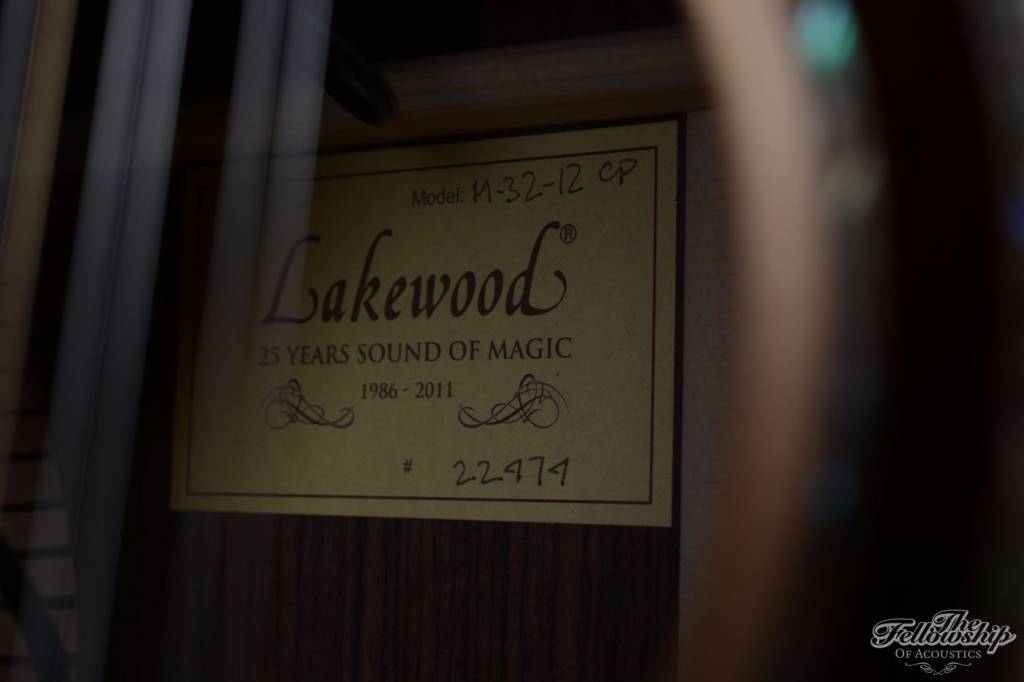 Model: M-32-12 CP
Lakewood®
25 YEARS SOUND OF MAGIC
1986 - 2011
# 22474
The
Fellowship
OF ACOUSTICS